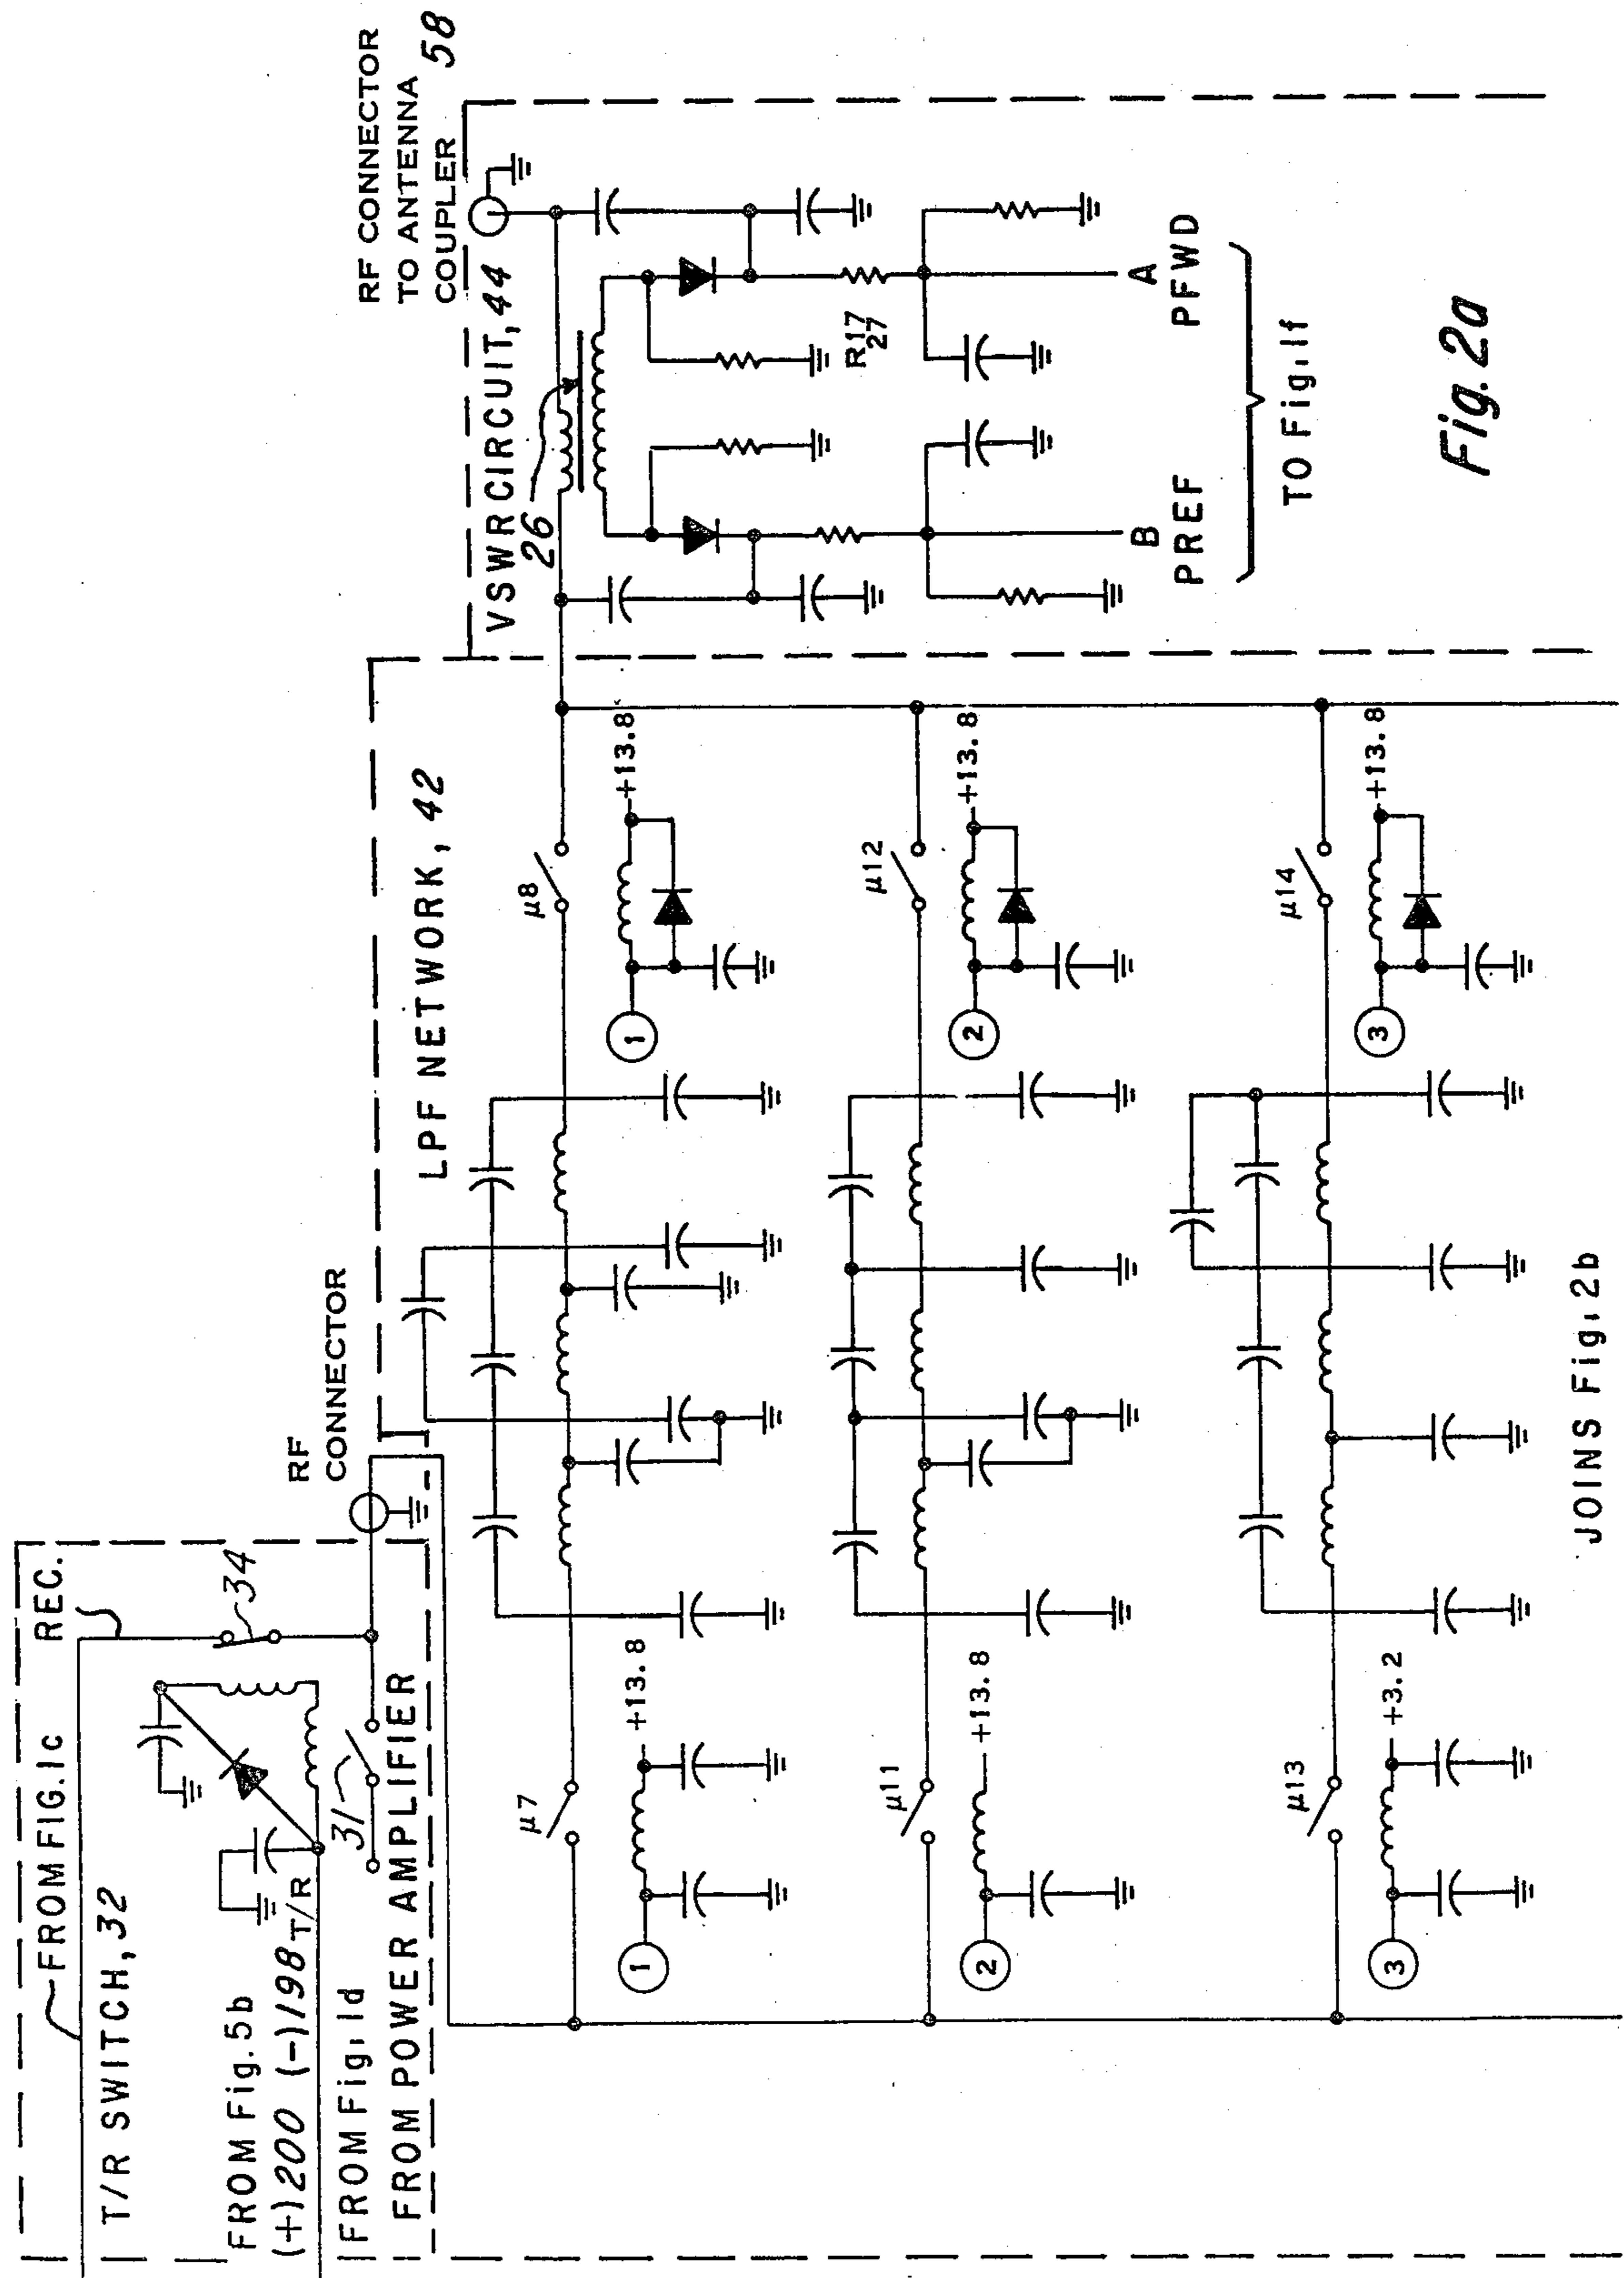 FROM FIG.1c
REC.
T/R SWITCH, 32
34
FROM Fig. 5b
(+)200 (-)198 T/R
31
FROM Fig. 1d
FROM POWER AMPLIFIER
RF
CONNECTOR
LPF NETWORK, 42
RF CONNECTOR
TO ANTENNA
COUPLER 58
VSWR CIRCUIT, 44
26
R17
27
B
PREF
A
PFWD
TO Fig. 1f
μ7
μ8
1
+13.8
1
+13.8
μ11
μ12
2
+13.8
2
+13.8
μ13
μ14
3
+3.2
3
+13.8
JOINS Fig. 2b
Fig. 2a